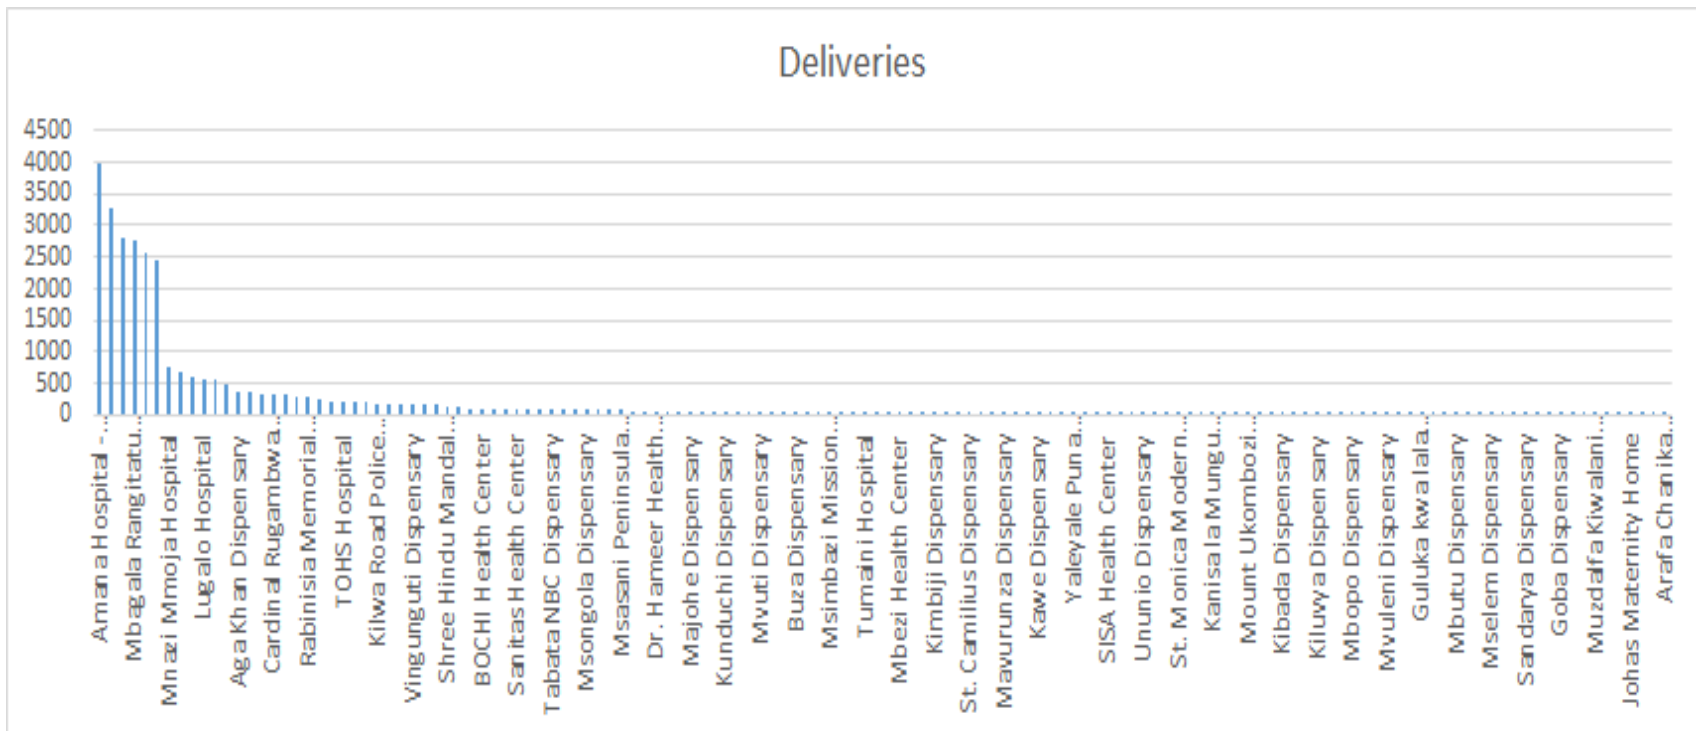 Deliveries
4500
4000
3500
3000
2500
2000
1500
1000
500
0
Amana Hospital -...
Mbagala Rangitatu...
Mnazi Mmoja Hospital
Lugalo Hospital
Aga Khan Dispensary
Cardinal Rugambwa...
Rabinisia Memorial...
TOHS Hospital
Kilwa Road Police...
Vingunguti Dispensary
Shree Hindu Mandal...
BOCHI Health Center
Sanitas Health Center
Tabata NBC Dispensary
Msongola Dispensary
Msasani Peninsula...
Dr. Hameer Health...
Majohe Dispensary
Kunduchi Dispensary
Mvuti Dispensary
Buza Dispensary
Msimbazi Mission...
Tumaini Hospital
Mbezi Health Center
Kimbiji Dispensary
St. Camilius Dispensary
Mavurunza Dispensary
Kawe Dispensary
Yaleyale Puna...
SISA Health Center
Ununio Dispensary
St. Monica Modern...
Kanisa la Mungu...
Mount Ukombozi...
Kibada Dispensary
Kiluvya Dispensary
Mbopo Dispensary
Mvuleni Dispensary
Guluka kwa lala...
Mbutu Dispensary
Mselem Dispensary
Sandarya Dispensary
Goba Dispensary
Muzdalfa Kiwalani...
Johas Maternity Home
Arafa Chanika...